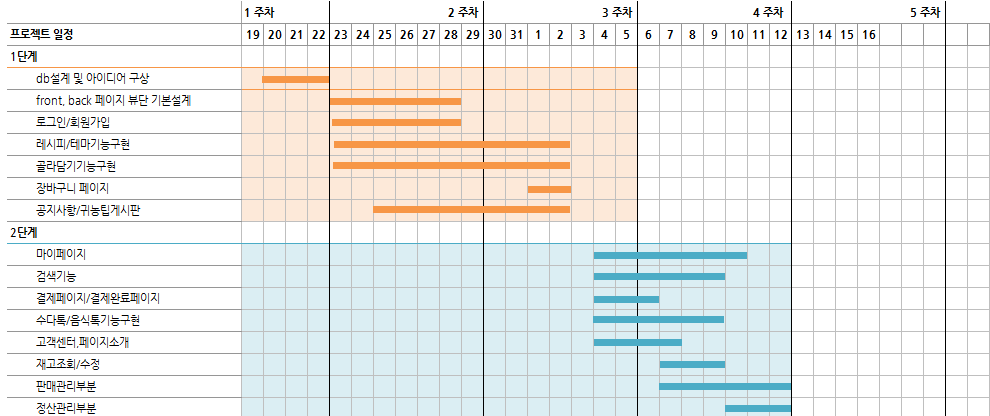 1 주차 2 주차 3 주차 4 주차 5 주차
프로젝트 일정 19 20 21 22 23 24 25 26 27 28 29 30 31 1 2 3 4 5 6 7 8 9 10 11 12 13 14 15 16
1단계
db설계 및 아이디어 구상
front, back 페이지 뷰단 기본설계
로그인/회원가입
레시피/테마기능구현
골라담기기능구현
장바구니 페이지
공지사항/귀농팁게시판
2단계
마이페이지
검색기능
결제페이지/결제완료페이지
수다톡/음식톡기능구현
고객센터,페이지소개
재고조회/수정
판매관리부분
정산관리부분